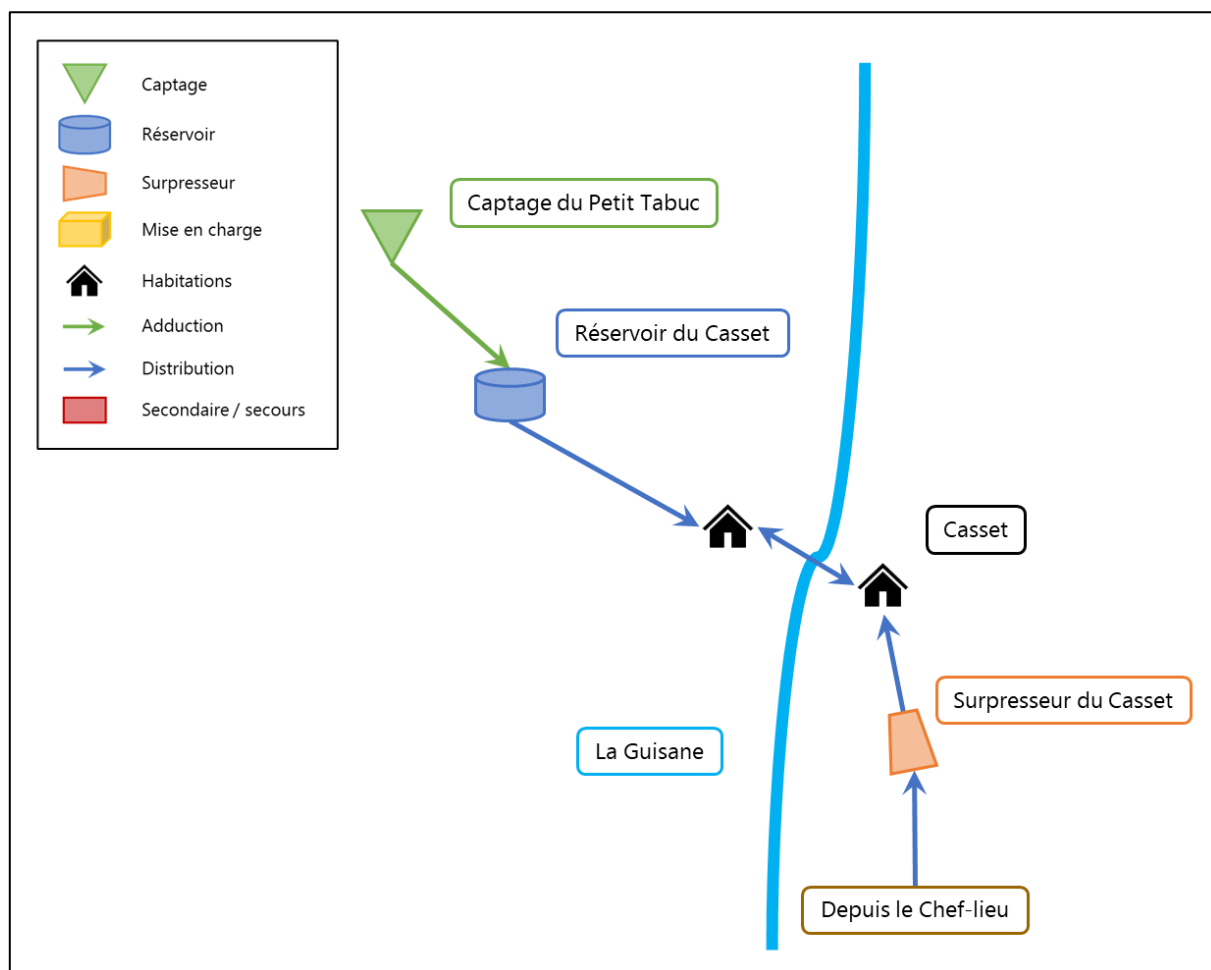 Captage
Réservoir
Surpresseur
Mise en charge
Habitations
Adduction
Distribution
Secondaire / secours
Captage du Petit Tabuc
Réservoir du Casset
Casset
Surpresseur du Casset
La Guisane
Depuis le Chef-lieu